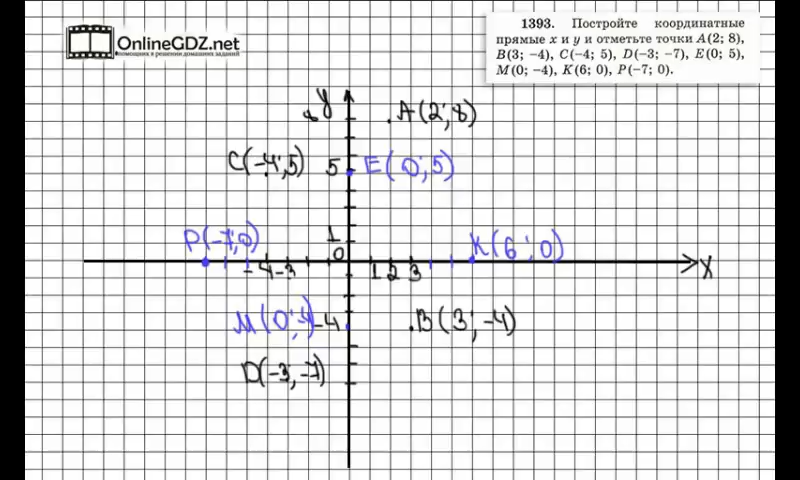 OnlineGDZ.net
помощник в решении домашних заданий
1393. Постройте координатные
прямые x и y и отметьте точки A(2; 8),
B(3; −4), C(−4; 5), D(−3; −7), E(0; 5),
M(0; −4), K(6; 0), P(−7; 0).
y
A(2; 8)
C(-4; 5)
5
E(0; 5)
P(-7; 0)
1
0
K(6; 0)
-4 -3
1 2 3
x
M(0; -4)
-4
B(3; -4)
D(-3; -7)